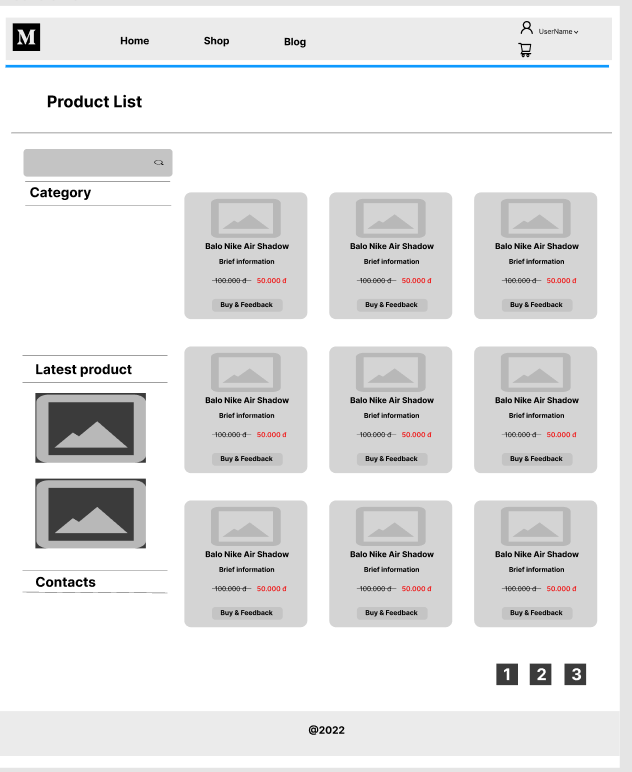 M
Home Shop Blog
UserName
Product List
Category
Balo Nike Air Shadow
Brief information
100.000 đ 50.000 đ
Buy & Feedback
Balo Nike Air Shadow
Brief information
100.000 đ 50.000 đ
Buy & Feedback
Balo Nike Air Shadow
Brief information
100.000 đ 50.000 đ
Buy & Feedback
Latest product
Balo Nike Air Shadow
Brief information
100.000 đ 50.000 đ
Buy & Feedback
Balo Nike Air Shadow
Brief information
100.000 đ 50.000 đ
Buy & Feedback
Balo Nike Air Shadow
Brief information
100.000 đ 50.000 đ
Buy & Feedback
Contacts
Balo Nike Air Shadow
Brief information
100.000 đ 50.000 đ
Buy & Feedback
Balo Nike Air Shadow
Brief information
100.000 đ 50.000 đ
Buy & Feedback
Balo Nike Air Shadow
Brief information
100.000 đ 50.000 đ
Buy & Feedback
1 2 3
@2022